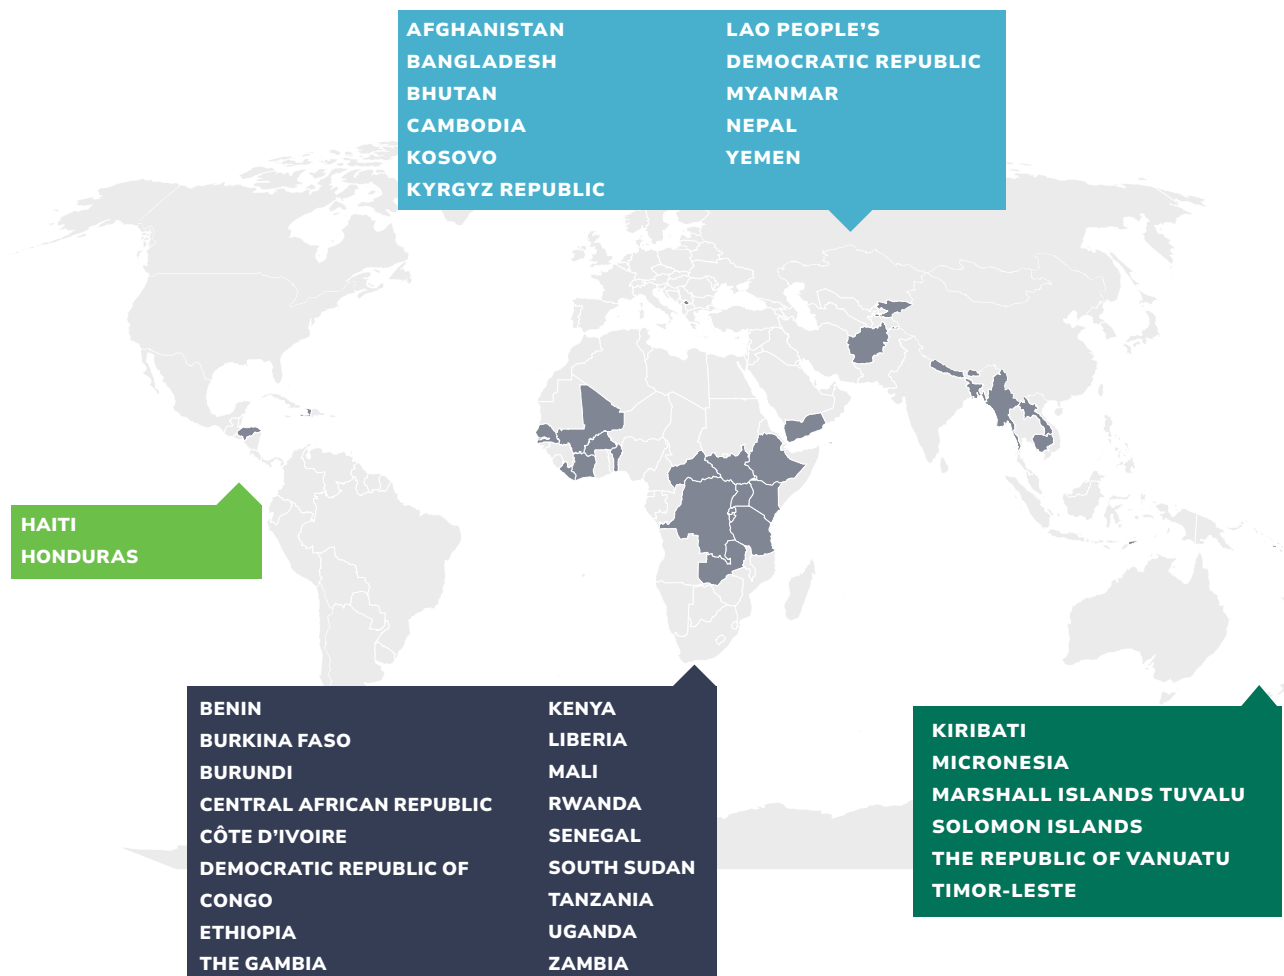 AFGHANISTAN
BANGLADESH
BHUTAN
CAMBODIA
KOSOVO
KYRGYZ REPUBLIC
LAO PEOPLE'S
DEMOCRATIC REPUBLIC
MYANMAR
NEPAL
YEMEN
HAITI
HONDURAS
BENIN
BURKINA FASO
BURUNDI
CENTRAL AFRICAN REPUBLIC
CÔTE D'IVOIRE
DEMOCRATIC REPUBLIC OF
CONGO
ETHIOPIA
THE GAMBIA
KENYA
LIBERIA
MALI
RWANDA
SENEGAL
SOUTH SUDAN
TANZANIA
UGANDA
ZAMBIA
KIRIBATI
MICRONESIA
MARSHALL ISLANDS TUVALU
SOLOMON ISLANDS
THE REPUBLIC OF VANUATU
TIMOR-LESTE